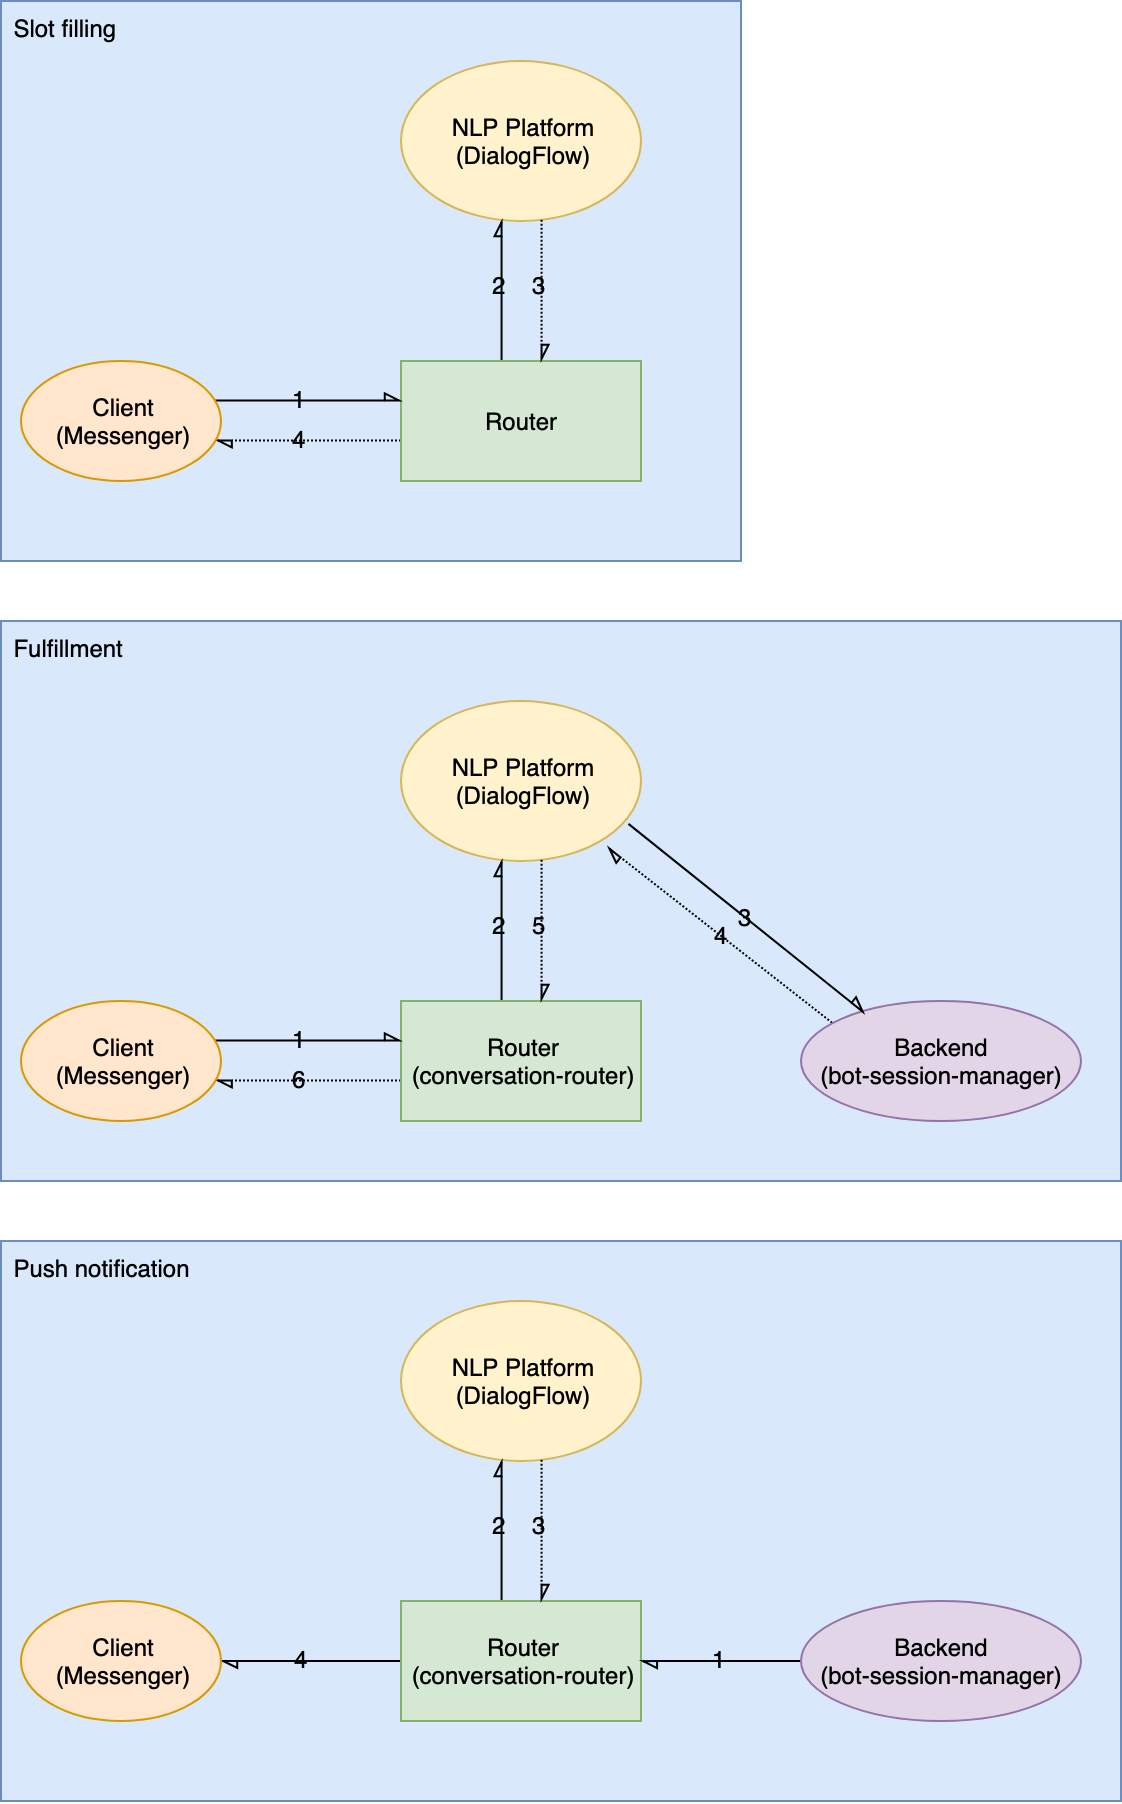 Slot filling
NLP Platform
(DialogFlow)
2
3
Client
(Messenger)
1
4
Router
Fulfillment
NLP Platform
(DialogFlow)
3
4
2
5
Client
(Messenger)
1
6
Router
(conversation-router)
Backend
(bot-session-manager)
Push notification
NLP Platform
(DialogFlow)
2
3
Client
(Messenger)
4
Router
(conversation-router)
1
Backend
(bot-session-manager)